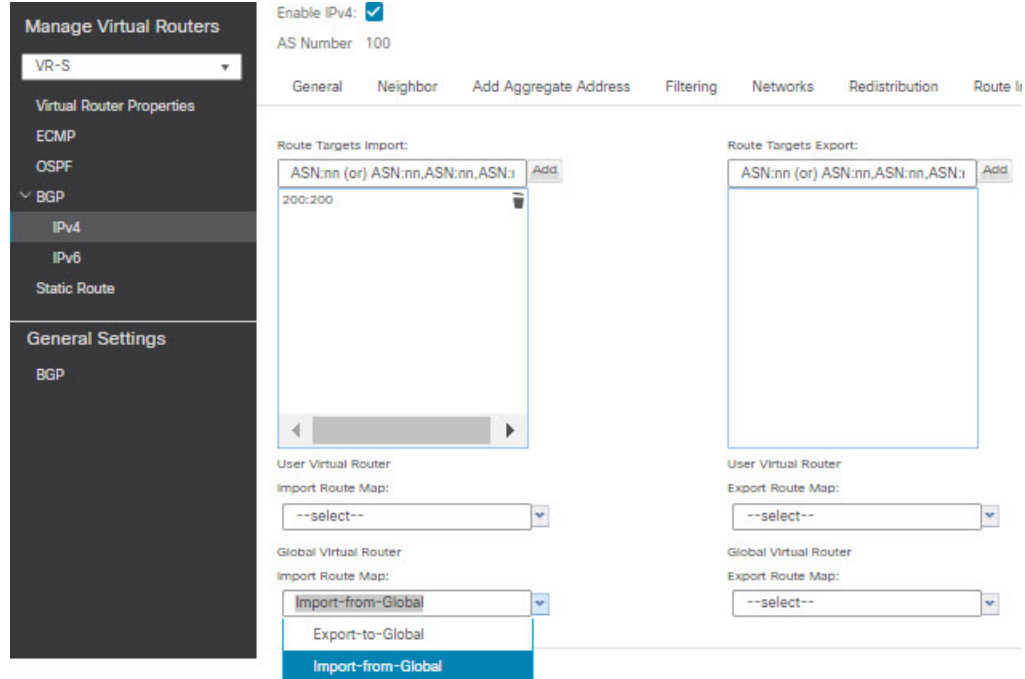 Manage Virtual Routers
VR-S
Virtual Router Properties
ECMP
OSPF
BGP
IPv4
IPv6
Static Route
General Settings
BGP
Enable IPv4:
AS Number 100
General Neighbor Add Aggregate Address Filtering Networks Redistribution Route I
Route Targets Import:
ASN:nn (or) ASN:nn,ASN:nn,ASN:
Add
200:200
User Virtual Router
Import Route Map:
--select--
Global Virtual Router
Import Route Map:
Import-from-Global
Export-to-Global
Import-from-Global
Route Targets Export:
ASN:nn (or) ASN:nn,ASN:nn,ASN:
Add
User Virtual Router
Export Route Map:
--select--
Global Virtual Router
Export Route Map:
--select--